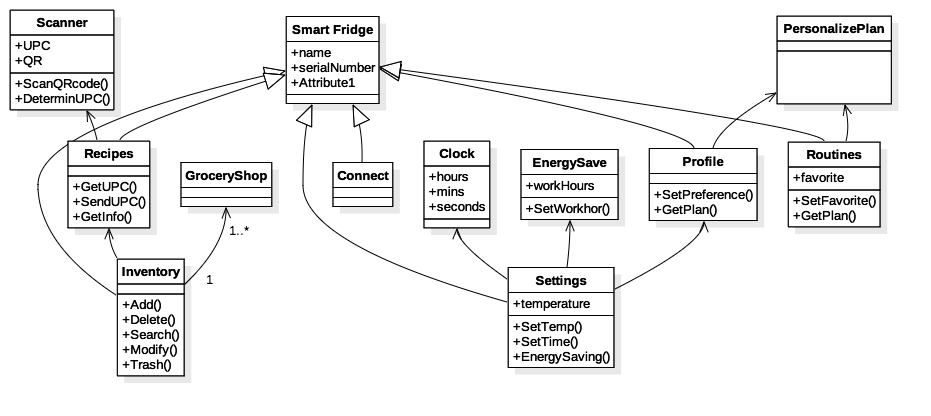 Scanner
+UPC
+QR
+ScanQRcode()
+DeterminUPC()
Smart Fridge
+name
+serialNumber
+Attribute1
PersonalizePlan
Recipes
+GetUPC()
+SendUPC()
+GetInfo()
GroceryShop
Connect
Clock
+hours
+mins
+seconds
EnergySave
+workHours
+SetWorkhor()
Profile
+SetPreference()
+GetPlan()
Routines
+favorite
+SetFavorite()
+GetPlan()
1..*
1
Inventory
+Add()
+Delete()
+Search()
+Modify()
+Trash()
Settings
+temperature
+SetTemp()
+SetTime()
+EnergySaving()